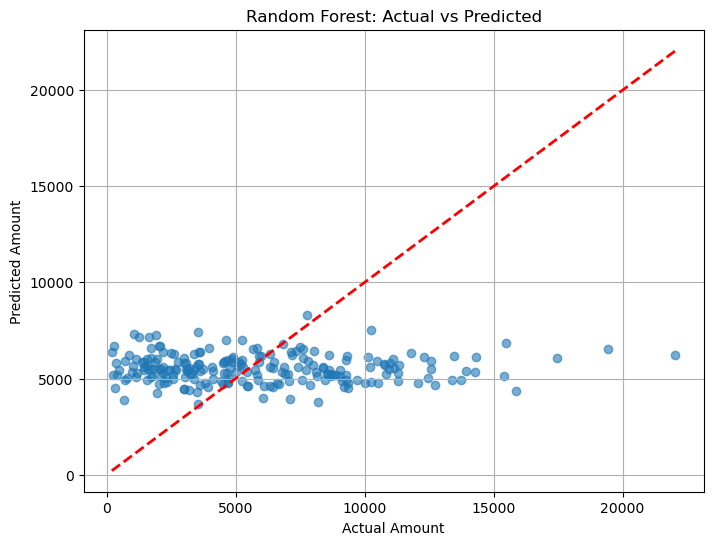 Random Forest: Actual vs Predicted
Predicted Amount
20000
15000
10000
5000
0
0 5000 10000 15000 20000
Actual Amount